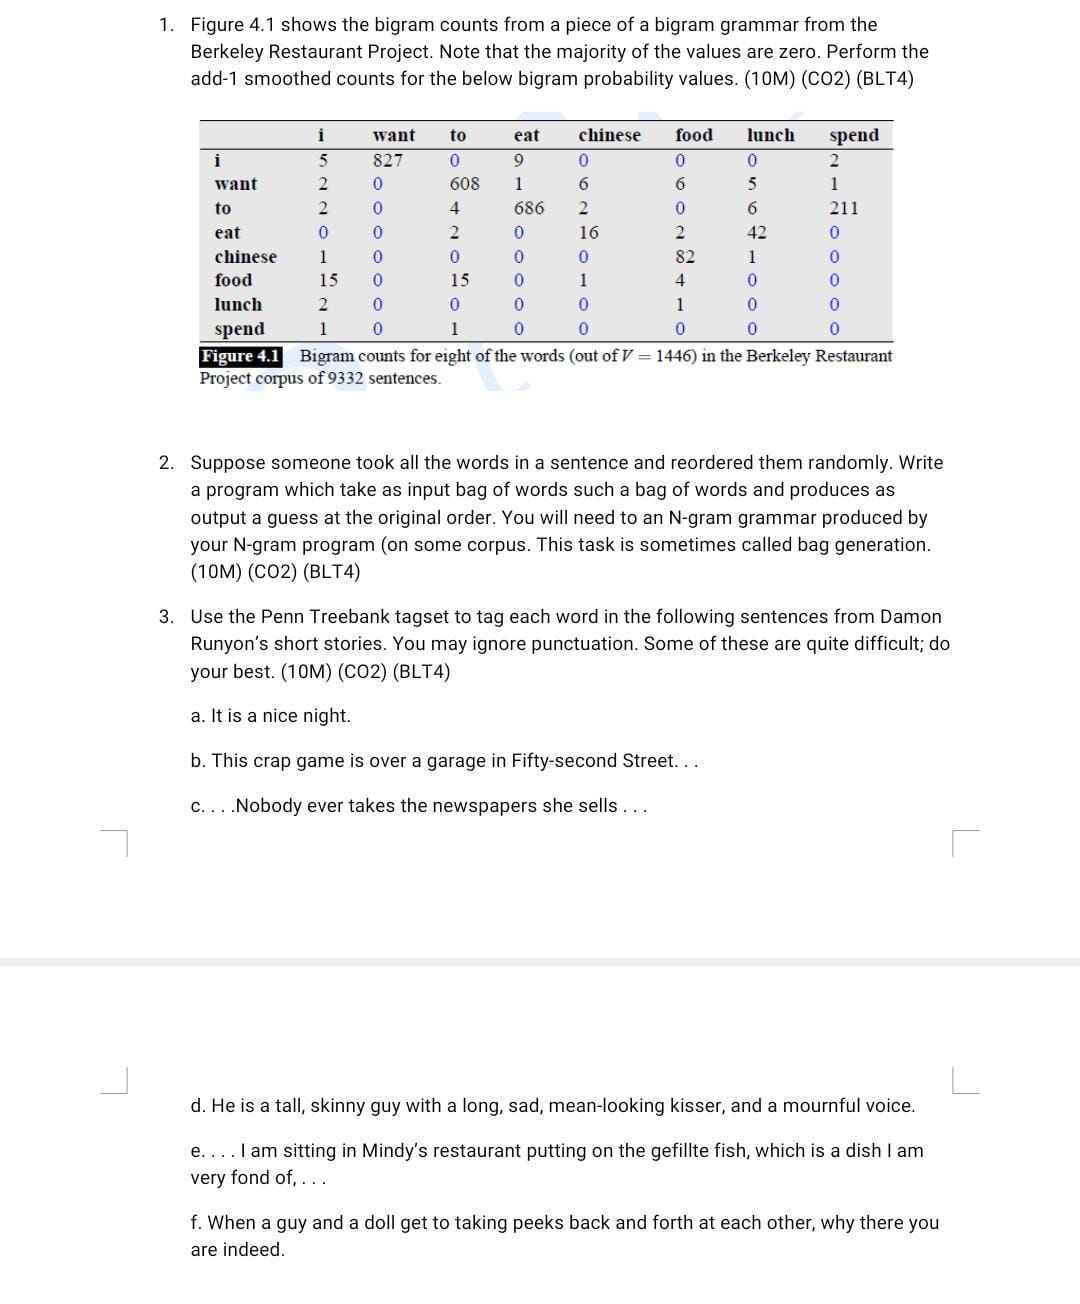 1. Figure 4.1 shows the bigram counts from a piece of a bigram grammar from the
Berkeley Restaurant Project. Note that the majority of the values are zero. Perform the
add-1 smoothed counts for the below bigram probability values. (10M) (CO2) (BLT4)
i want to eat chinese food lunch spend
i 5 827 0 9 0 0 0 2
want 2 0 608 1 6 6 5 1
to 2 0 4 686 2 0 6 211
eat 0 0 2 0 16 2 42 0
chinese 1 0 0 0 0 82 1 0
food 15 0 15 0 1 4 0 0
lunch 2 0 0 0 0 1 0 0
spend 1 0 1 0 0 0 0 0
Figure 4.1 Bigram counts for eight of the words (out of V = 1446) in the Berkeley Restaurant
Project corpus of 9332 sentences.
2. Suppose someone took all the words in a sentence and reordered them randomly. Write
a program which take as input bag of words such a bag of words and produces as
output a guess at the original order. You will need to an N-gram grammar produced by
your N-gram program (on some corpus. This task is sometimes called bag generation.
(10M) (CO2) (BLT4)
3. Use the Penn Treebank tagset to tag each word in the following sentences from Damon
Runyon’s short stories. You may ignore punctuation. Some of these are quite difficult; do
your best. (10M) (CO2) (BLT4)
a. It is a nice night.
b. This crap game is over a garage in Fifty-second Street. . .
c. . . .Nobody ever takes the newspapers she sells . . .
d. He is a tall, skinny guy with a long, sad, mean-looking kisser, and a mournful voice.
e. . . . I am sitting in Mindy’s restaurant putting on the gefillte fish, which is a dish I am
very fond of, . . .
f. When a guy and a doll get to taking peeks back and forth at each other, why there you
are indeed.